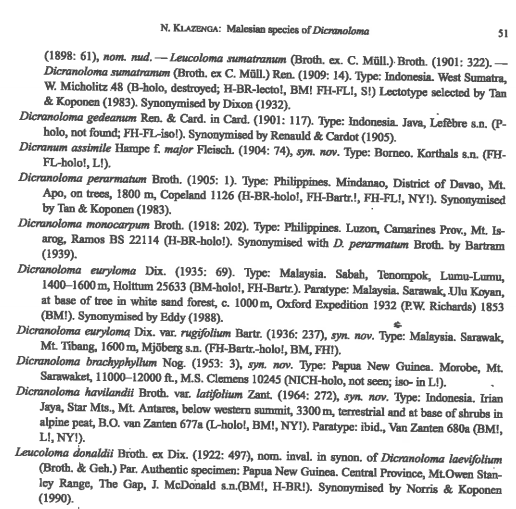 N. KLAZENGA: Malesian species of Dicranoloma 51
(1898: 61), nom. nud. — Leucoloma sumatranum (Broth. ex. C. Müll.) Broth. (1901: 322). —
Dicranoloma sumatranum (Broth. ex C. Müll.) Ren. (1909: 14). Type: Indonesia. West Sumatra,
W. Micholitz 48 (B-holo, destroyed; H-BR-lecto!, BM! FH-FL!, S!) Lectotype selected by Tan
& Koponen (1983). Synonymised by Dixon (1932).
Dicranoloma gedeanum Ren. & Card. in Card. (1901: 117). Type: Indonesia. Java, Lefèbre s.n. (P-
holo, not found; FH-FL-iso!). Synonymised by Renauld & Cardot (1905).
Dicranum assimile Hampe f. major Fleisch. (1904: 74), syn. nov. Type: Borneo. Korthals s.n. (FH-
FL-holo!, L!).
Dicranoloma perarmatum Broth. (1905: 1). Type: Philippines. Mindanao, District of Davao, Mt.
Apo, on trees, 1800 m, Copeland 1126 (H-BR-holo!, FH-Bartr.!, FH-FL!, NY!). Synonymised
by Tan & Koponen (1983).
Dicranoloma monocarpum Broth. (1918: 202). Type: Philippines. Luzon, Camarines Prov., Mt. Is-
arog, Ramos BS 22114 (H-BR-holo!). Synonymised with D. perarmatum Broth. by Bartram
(1939).
Dicranoloma euryloma Dix. (1935: 69). Type: Malaysia. Sabah, Tenompok, Lumu-Lumu,
1400–1600 m, Holttum 25633 (BM-holo!, FH-Bartr.). Paratype: Malaysia. Sarawak, Ulu Koyan,
at base of tree in white sand forest, c. 1000 m, Oxford Expedition 1932 (P.W. Richards) 1853
(BM!). Synonymised by Eddy (1988).
Dicranoloma euryloma Dix. var. rugifolium Bartr. (1936: 237), syn. nov. Type: Malaysia. Sarawak,
Mt. Tibang, 1600 m, Mjöberg s.n. (FH-Bartr.-holo!, BM, FH!).
Dicranoloma brachyphyllum Nog. (1953: 3), syn. nov. Type: Papua New Guinea. Morobe, Mt.
Sarawaket, 11000–12000 ft., M.S. Clemens 10245 (NICH-holo, not seen; iso- in L!).
Dicranoloma havilandii Broth. var. latifolium Zant. (1964: 272), syn. nov. Type: Indonesia. Irian
Jaya, Star Mts., Mt. Antares, below western summit, 3300 m, terrestrial and at base of shrubs in
alpine peat, B.O. van Zanten 677a (L-holo!, BM!, NY!). Paratype: ibid., Van Zanten 680a (BM!,
L!, NY!).
Leucoloma donaldii Broth. ex Dix. (1922: 497), nom. inval. in synon. of Dicranoloma laevifolium
(Broth. & Geh.) Par. Authentic specimen: Papua New Guinea. Central Province, Mt.Owen Stan-
ley Range, The Gap, J. McDonald s.n.(BM!, H-BR!). Synonymised by Norris & Koponen
(1990).